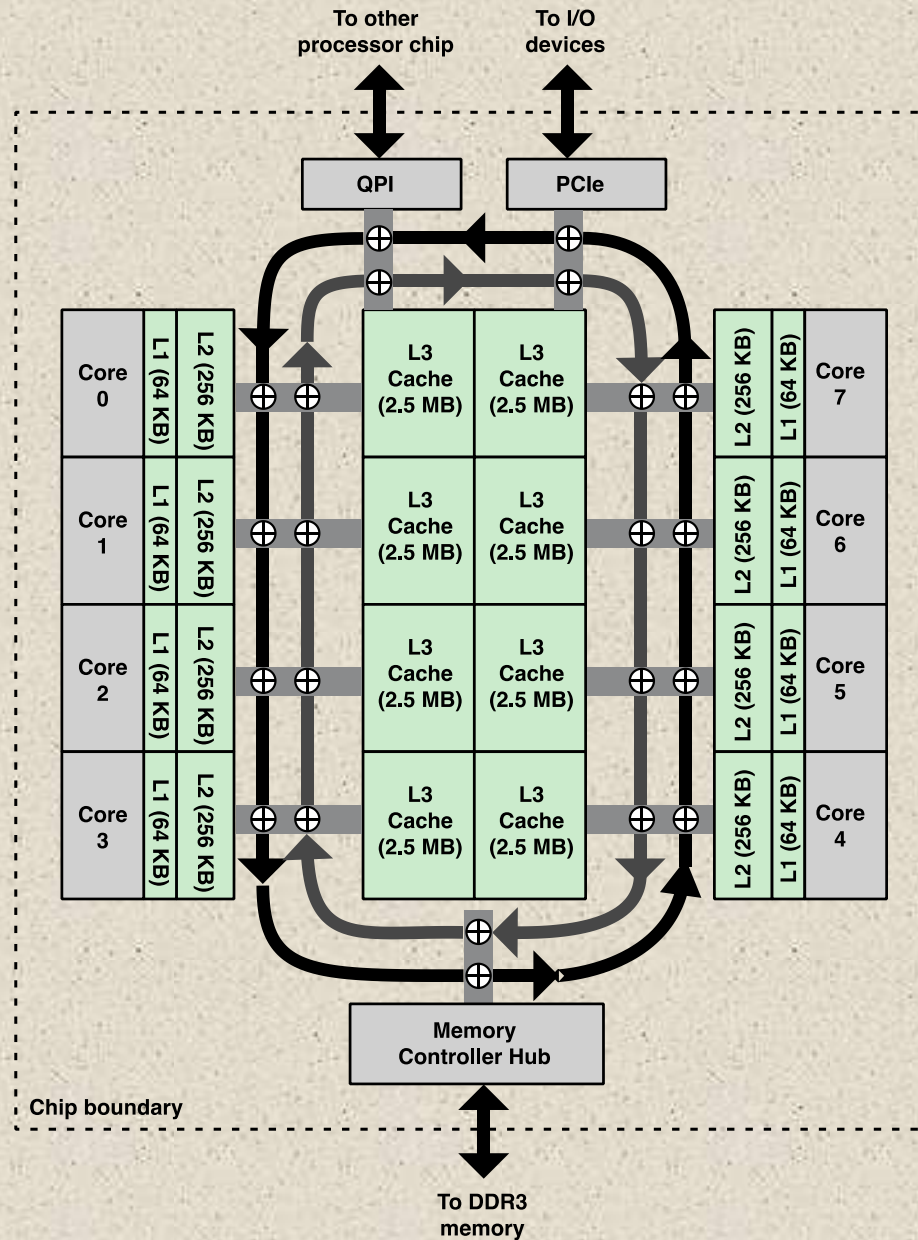 To other
processor chip
To I/O
devices
QPI
PCIe
Core
0
L1 (64 KB)
L2 (256 KB)
L3
Cache
(2.5 MB)
L3
Cache
(2.5 MB)
L2 (256 KB)
L1 (64 KB)
Core
7
Core
1
L1 (64 KB)
L2 (256 KB)
L3
Cache
(2.5 MB)
L3
Cache
(2.5 MB)
L2 (256 KB)
L1 (64 KB)
Core
6
Core
2
L1 (64 KB)
L2 (256 KB)
L3
Cache
(2.5 MB)
L3
Cache
(2.5 MB)
L2 (256 KB)
L1 (64 KB)
Core
5
Core
3
L1 (64 KB)
L2 (256 KB)
L3
Cache
(2.5 MB)
L3
Cache
(2.5 MB)
L2 (256 KB)
L1 (64 KB)
Core
4
Memory
Controller Hub
Chip boundary
To DDR3
memory